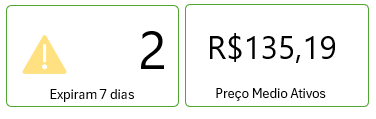 2
Expiram 7 dias
R$135,19
Preço Medio Ativos